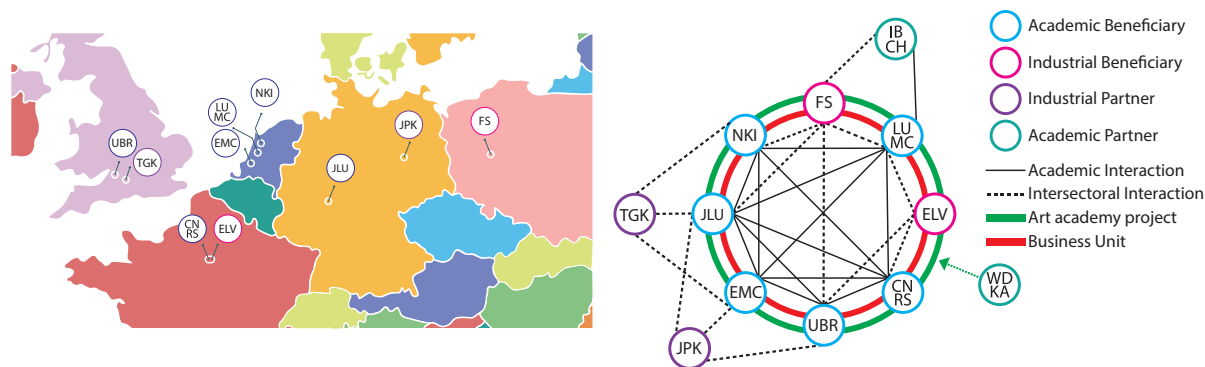 NKI
LU
MC
EMC
UBR
TGK
JPK
FS
JLU
CN
RS
ELV
IB
CH
FS
NKI
LU
MC
TGK
JLU
ELV
EMC
CN
RS
UBR
JPK
WD
KA
Academic Beneficiary
Industrial Beneficiary
Industrial Partner
Academic Partner
Academic Interaction
Intersectoral Interaction
Art academy project
Business Unit